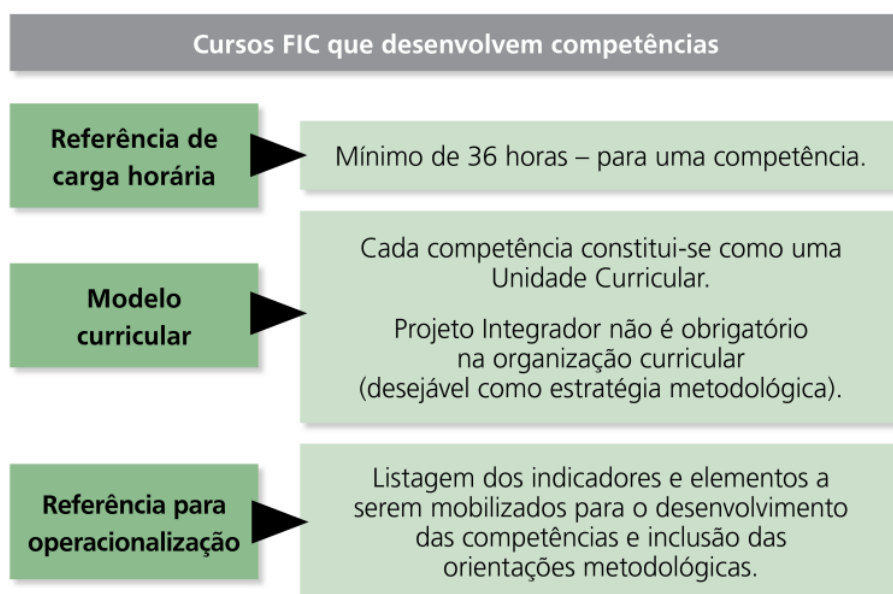 Cursos FIC que desenvolvem competências
Referência de
carga horária
Mínimo de 36 horas – para uma competência.
Modelo
curricular
Cada competência constitui-se como uma
Unidade Curricular.
Projeto Integrador não é obrigatório
na organização curricular
(desejável como estratégia metodológica).
Referência para
operacionalização
Listagem dos indicadores e elementos a
serem mobilizados para o desenvolvimento
das competências e inclusão das
orientações metodológicas.